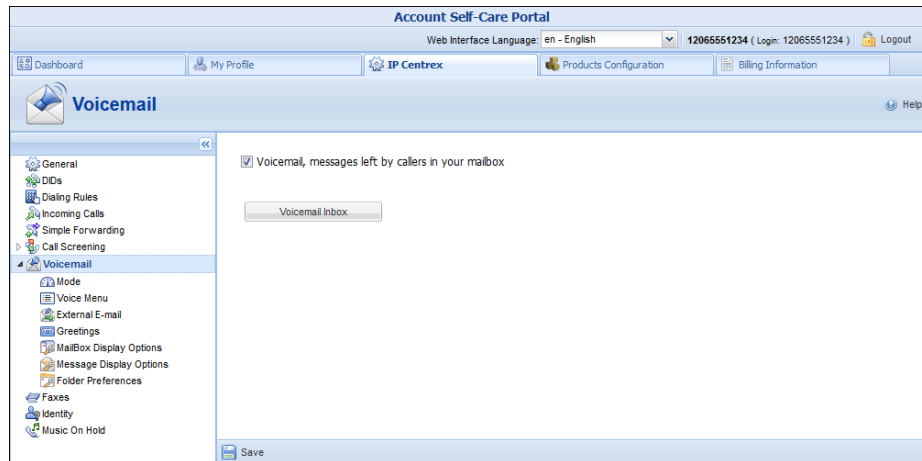 Account Self-Care Portal
Web Interface Language: en - English 12065551234 ( Login: 12065551234 ) Logout
Dashboard My Profile IP Centrex Products Configuration Billing Information
Voicemail Help
General
DIDs
Dialing Rules
Incoming Calls
Simple Forwarding
Call Screening
Voicemail
Mode
Voice Menu
External E-mail
Greetings
MailBox Display Options
Message Display Options
Folder Preferences
Faxes
Identity
Music On Hold
Voicemail, messages left by callers in your mailbox
Voicemail Inbox
Save